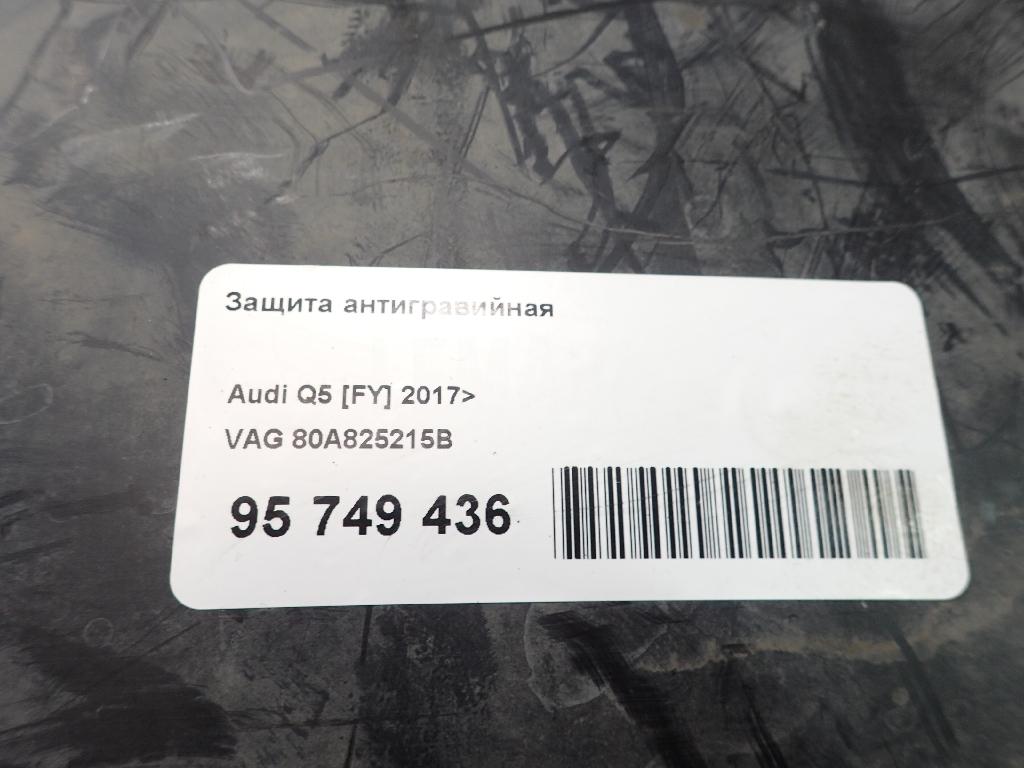 Защита антигравийная
Audi Q5 [FY] 2017>
VAG 80A825215B
95 749 436